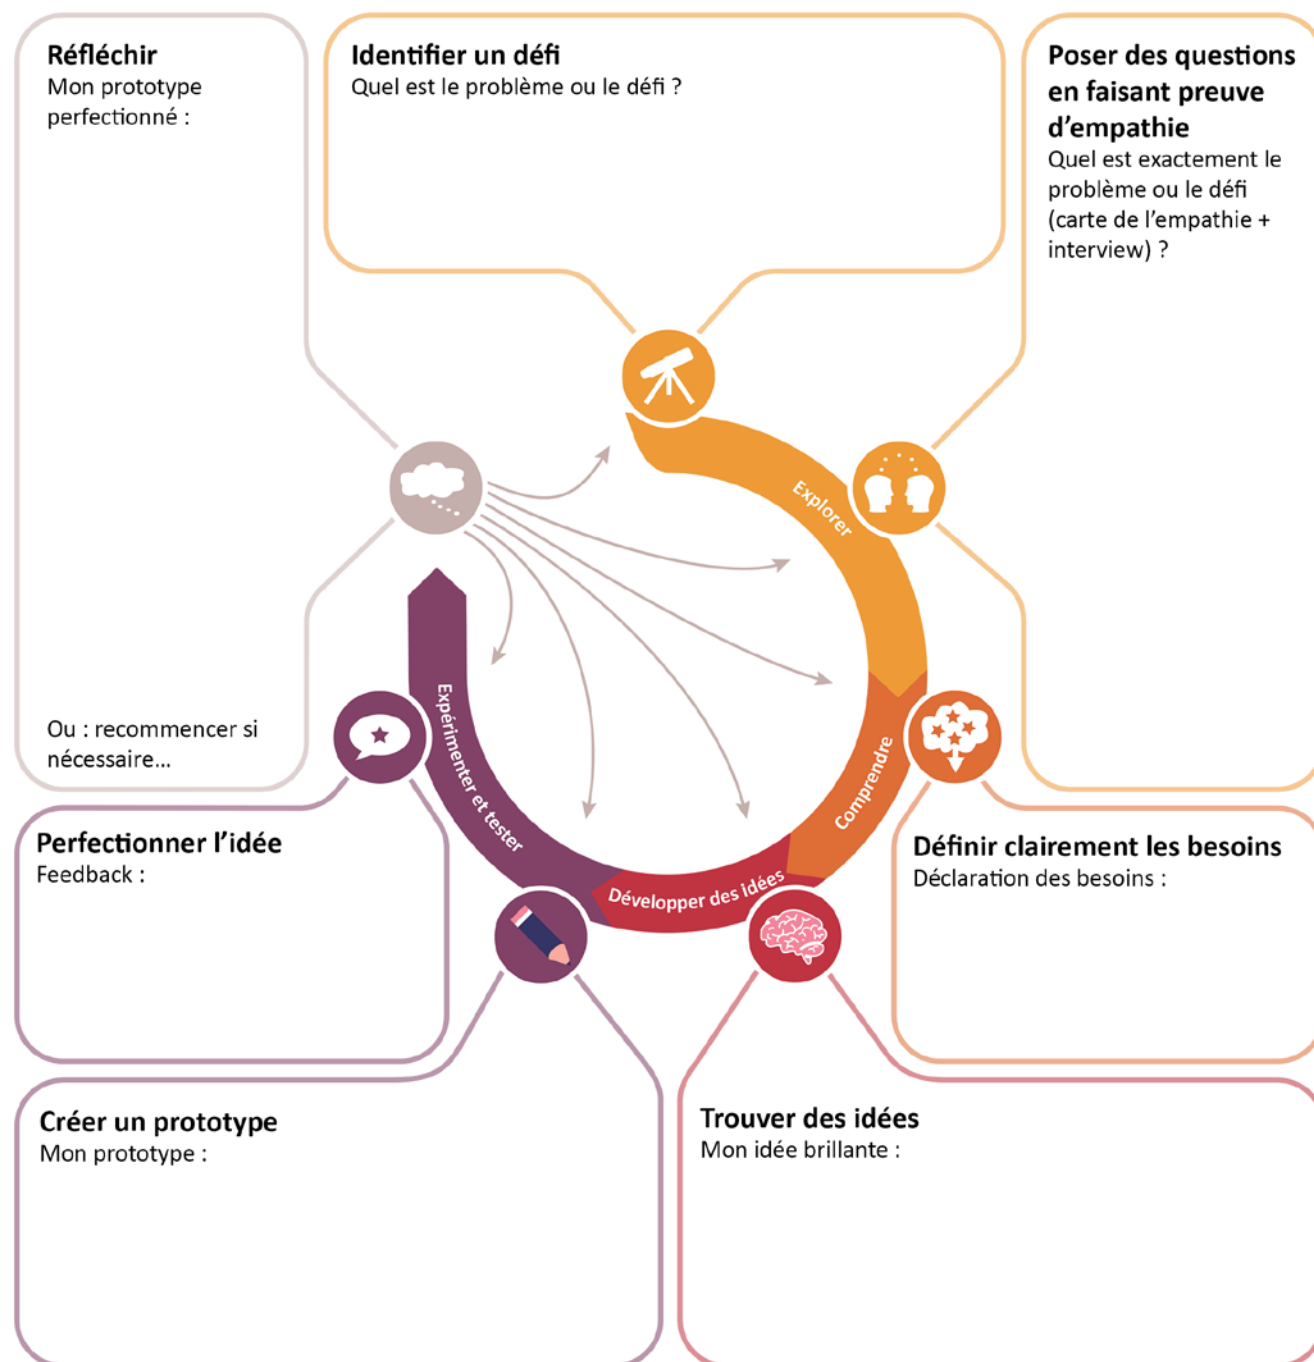 Réfléchir
Mon prototype
perfectionné :
Ou : recommencer si
nécessaire...
Identifier un défi
Quel est le problème ou le défi ?
Poser des questions
en faisant preuve
d’empathie
Quel est exactement le
problème ou le défi
(carte de l’empathie +
interview) ?
Explorer
Comprendre
Développer des idées
Expérimenter et tester
Perfectionner l’idée
Feedback :
Définir clairement les besoins
Déclaration des besoins :
Créer un prototype
Mon prototype :
Trouver des idées
Mon idée brillante :